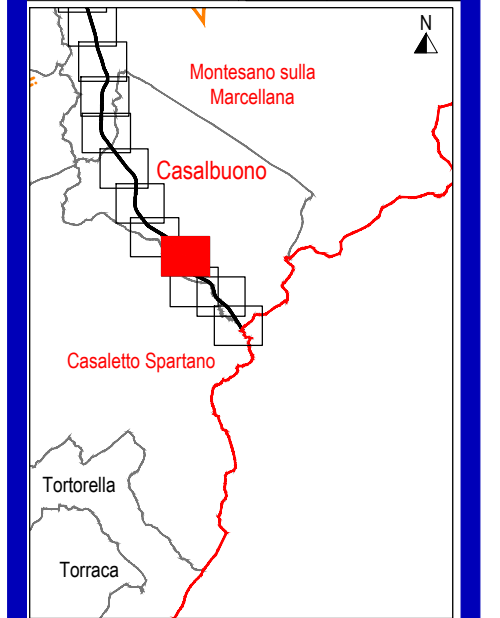 N
Montesano sulla
Marcellana
Casalbuono
Casaletto Spartano
Tortorella
Torraca